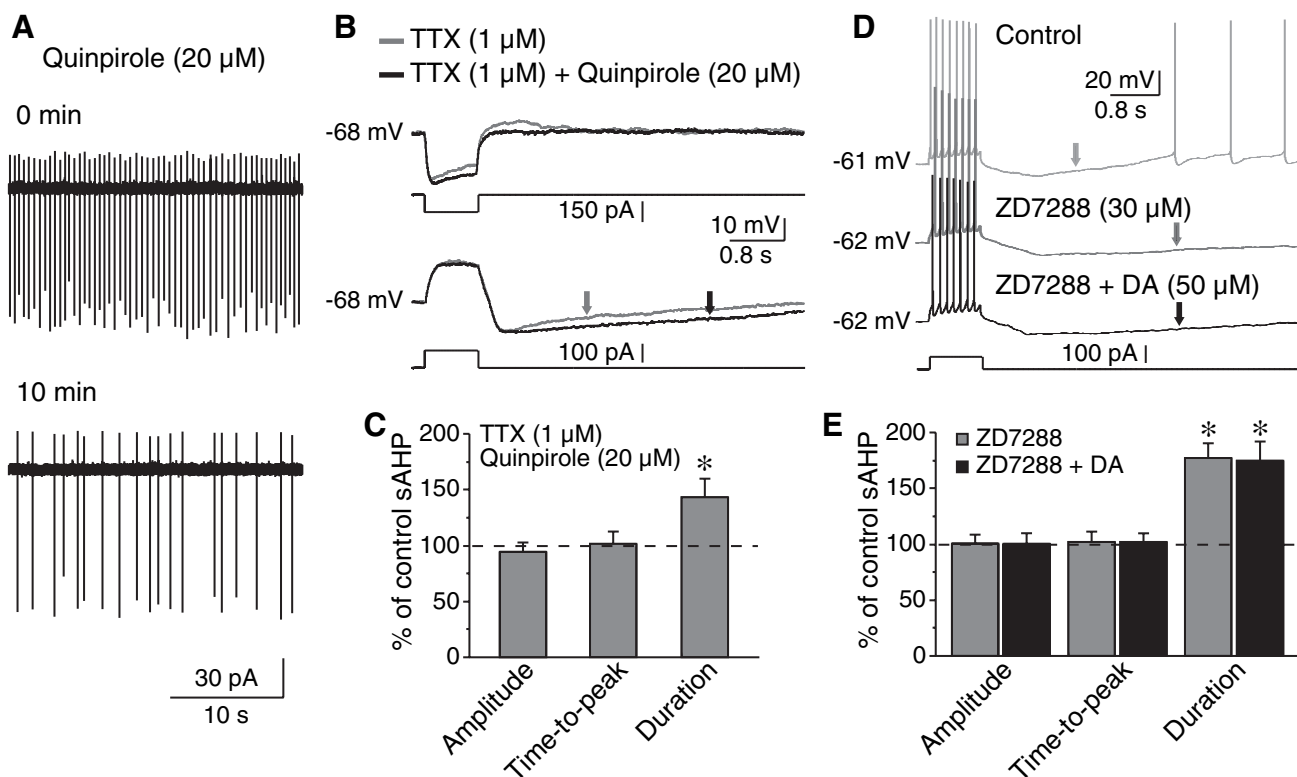 A
Quinpirole (20 µM)
0 min
10 min
30 pA
10 s
B
TTX (1 µM)
TTX (1 µM) + Quinpirole (20 µM)
-68 mV
150 pA
10 mV
0.8 s
-68 mV
100 pA
C
TTX (1 µM)
Quinpirole (20 µM)
% of control sAHP
200
150
100
50
0
*
Amplitude
Time-to-peak
Duration
D
Control
20 mV
0.8 s
-61 mV
ZD7288 (30 µM)
-62 mV
ZD7288 + DA (50 µM)
-62 mV
100 pA
E
ZD7288
ZD7288 + DA
% of control sAHP
200
150
100
50
0
* *
Amplitude
Time-to-peak
Duration